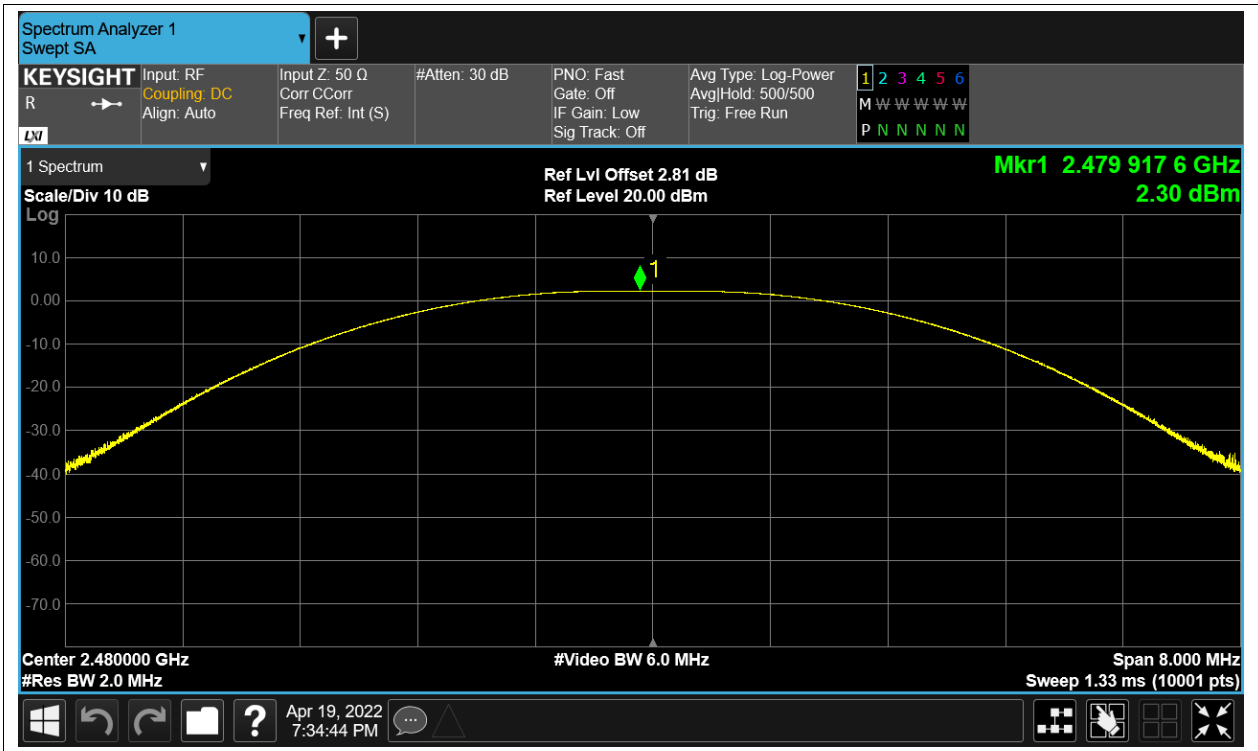 Spectrum Analyzer 1
Swept SA
+
KEYSIGHT
R
LXI
Input: RF
Coupling: DC
Align: Auto
Input Z: 50 Ω
Corr CCorr
Freq Ref: Int (S)
#Atten: 30 dB
PNO: Fast
Gate: Off
IF Gain: Low
Sig Track: Off
Avg Type: Log-Power
Avg|Hold: 500/500
Trig: Free Run
1 2 3 4 5 6
M W W W W W
P N N N N N
1 Spectrum
Scale/Div 10 dB
Ref Lvl Offset 2.81 dB
Ref Level 20.00 dBm
Mkr1 2.479 917 6 GHz
2.30 dBm
Log
10.0
0.00
-10.0
-20.0
-30.0
-40.0
-50.0
-60.0
-70.0
1
Center 2.480000 GHz
#Video BW 6.0 MHz
Span 8.000 MHz
#Res BW 2.0 MHz
Sweep 1.33 ms (10001 pts)
?
Apr 19, 2022
7:34:44 PM